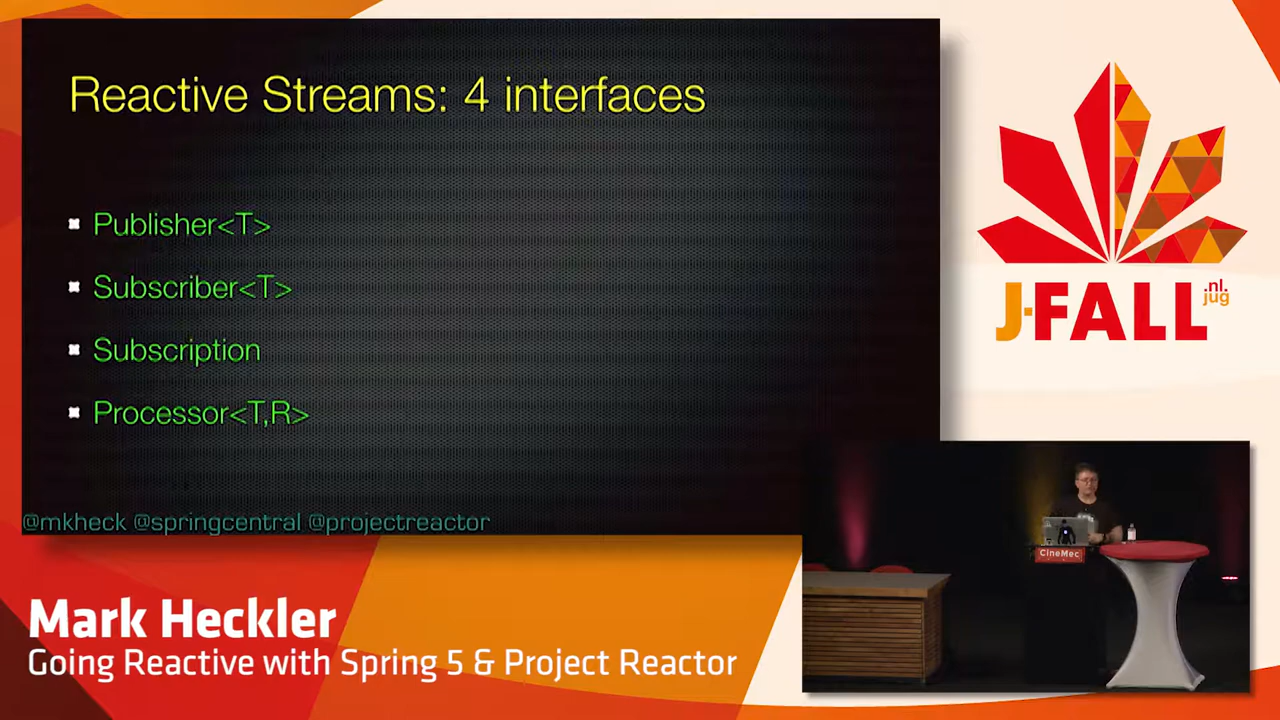 Reactive Streams: 4 interfaces
Publisher<T>
Subscriber<T>
Subscription
Processor<T,R>
@mkheck @springcentral @projectreactor
J-FALL
.nl.
jug
CineMec
Mark Heckler
Going Reactive with Spring 5 & Project Reactor